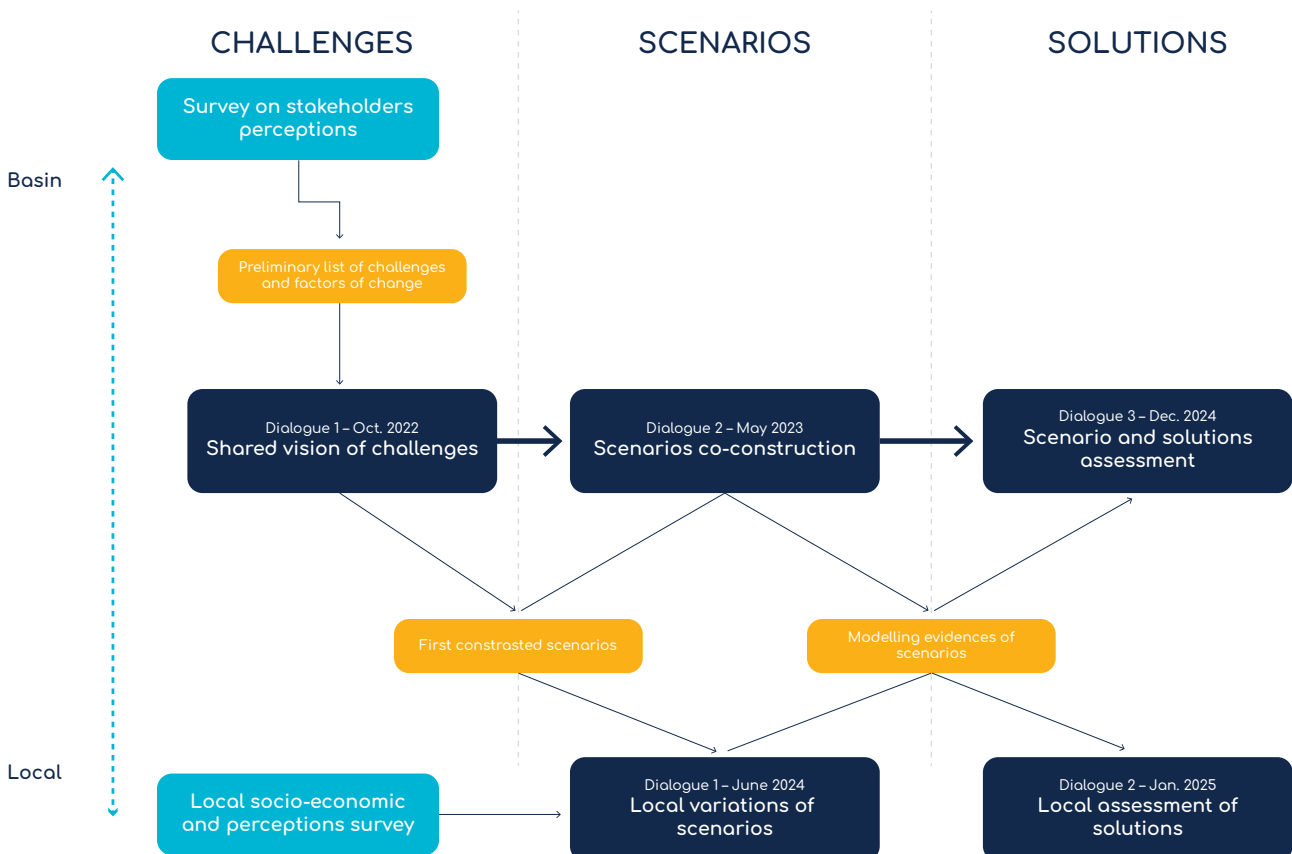 CHALLENGES
SCENARIOS
SOLUTIONS
Survey on stakeholders
perceptions
Basin
Preliminary list of challenges
and factors of change
Dialogue 1 – Oct. 2022
Shared vision of challenges
Dialogue 2 – May 2023
Scenarios co-construction
Dialogue 3 – Dec. 2024
Scenario and solutions
assessment
First constrasted scenarios
Modelling evidences of
scenarios
Local
Local socio-economic
and perceptions survey
Dialogue 1 – June 2024
Local variations of
scenarios
Dialogue 2 – Jan. 2025
Local assessment of
solutions